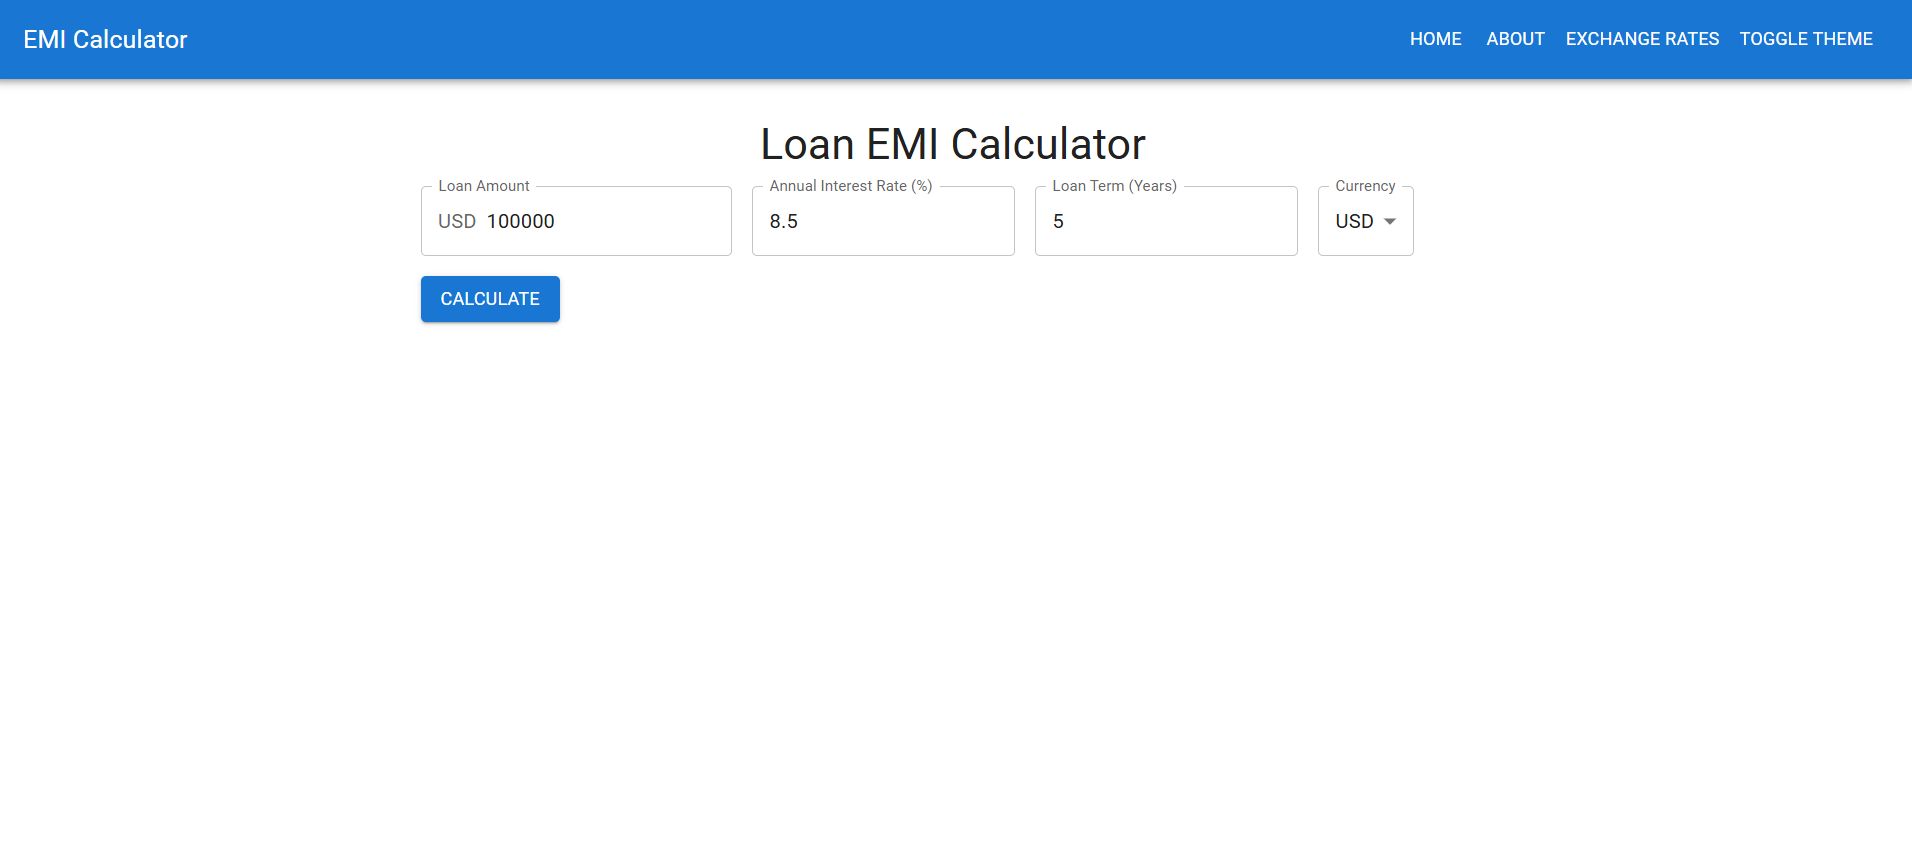 EMI Calculator
HOME ABOUT EXCHANGE RATES TOGGLE THEME
Loan EMI Calculator
Loan Amount Annual Interest Rate (%) Loan Term (Years) Currency
USD 100000 8.5 5 USD
CALCULATE